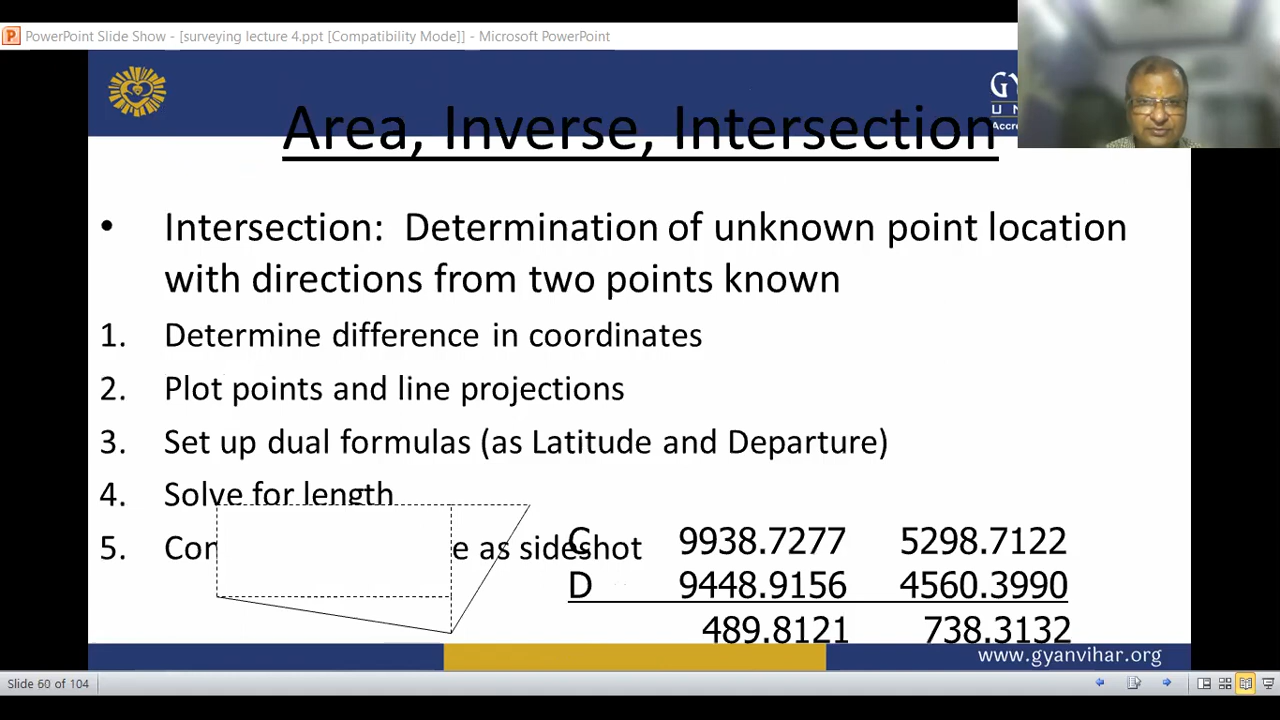 PowerPoint Slide Show - [surveying lecture 4.ppt [Compatibility Mode]] - Microsoft PowerPoint
Area, Inverse, Intersection
• Intersection: Determination of unknown point location
with directions from two points known
1. Determine difference in coordinates
2. Plot points and line projections
3. Set up dual formulas (as Latitude and Departure)
4. Solve for length
5. as sideshot
C 9938.7277 5298.7122
D 9448.9156 4560.3990
489.8121 738.3132
www.gyanvihar.org
Slide 60 of 104